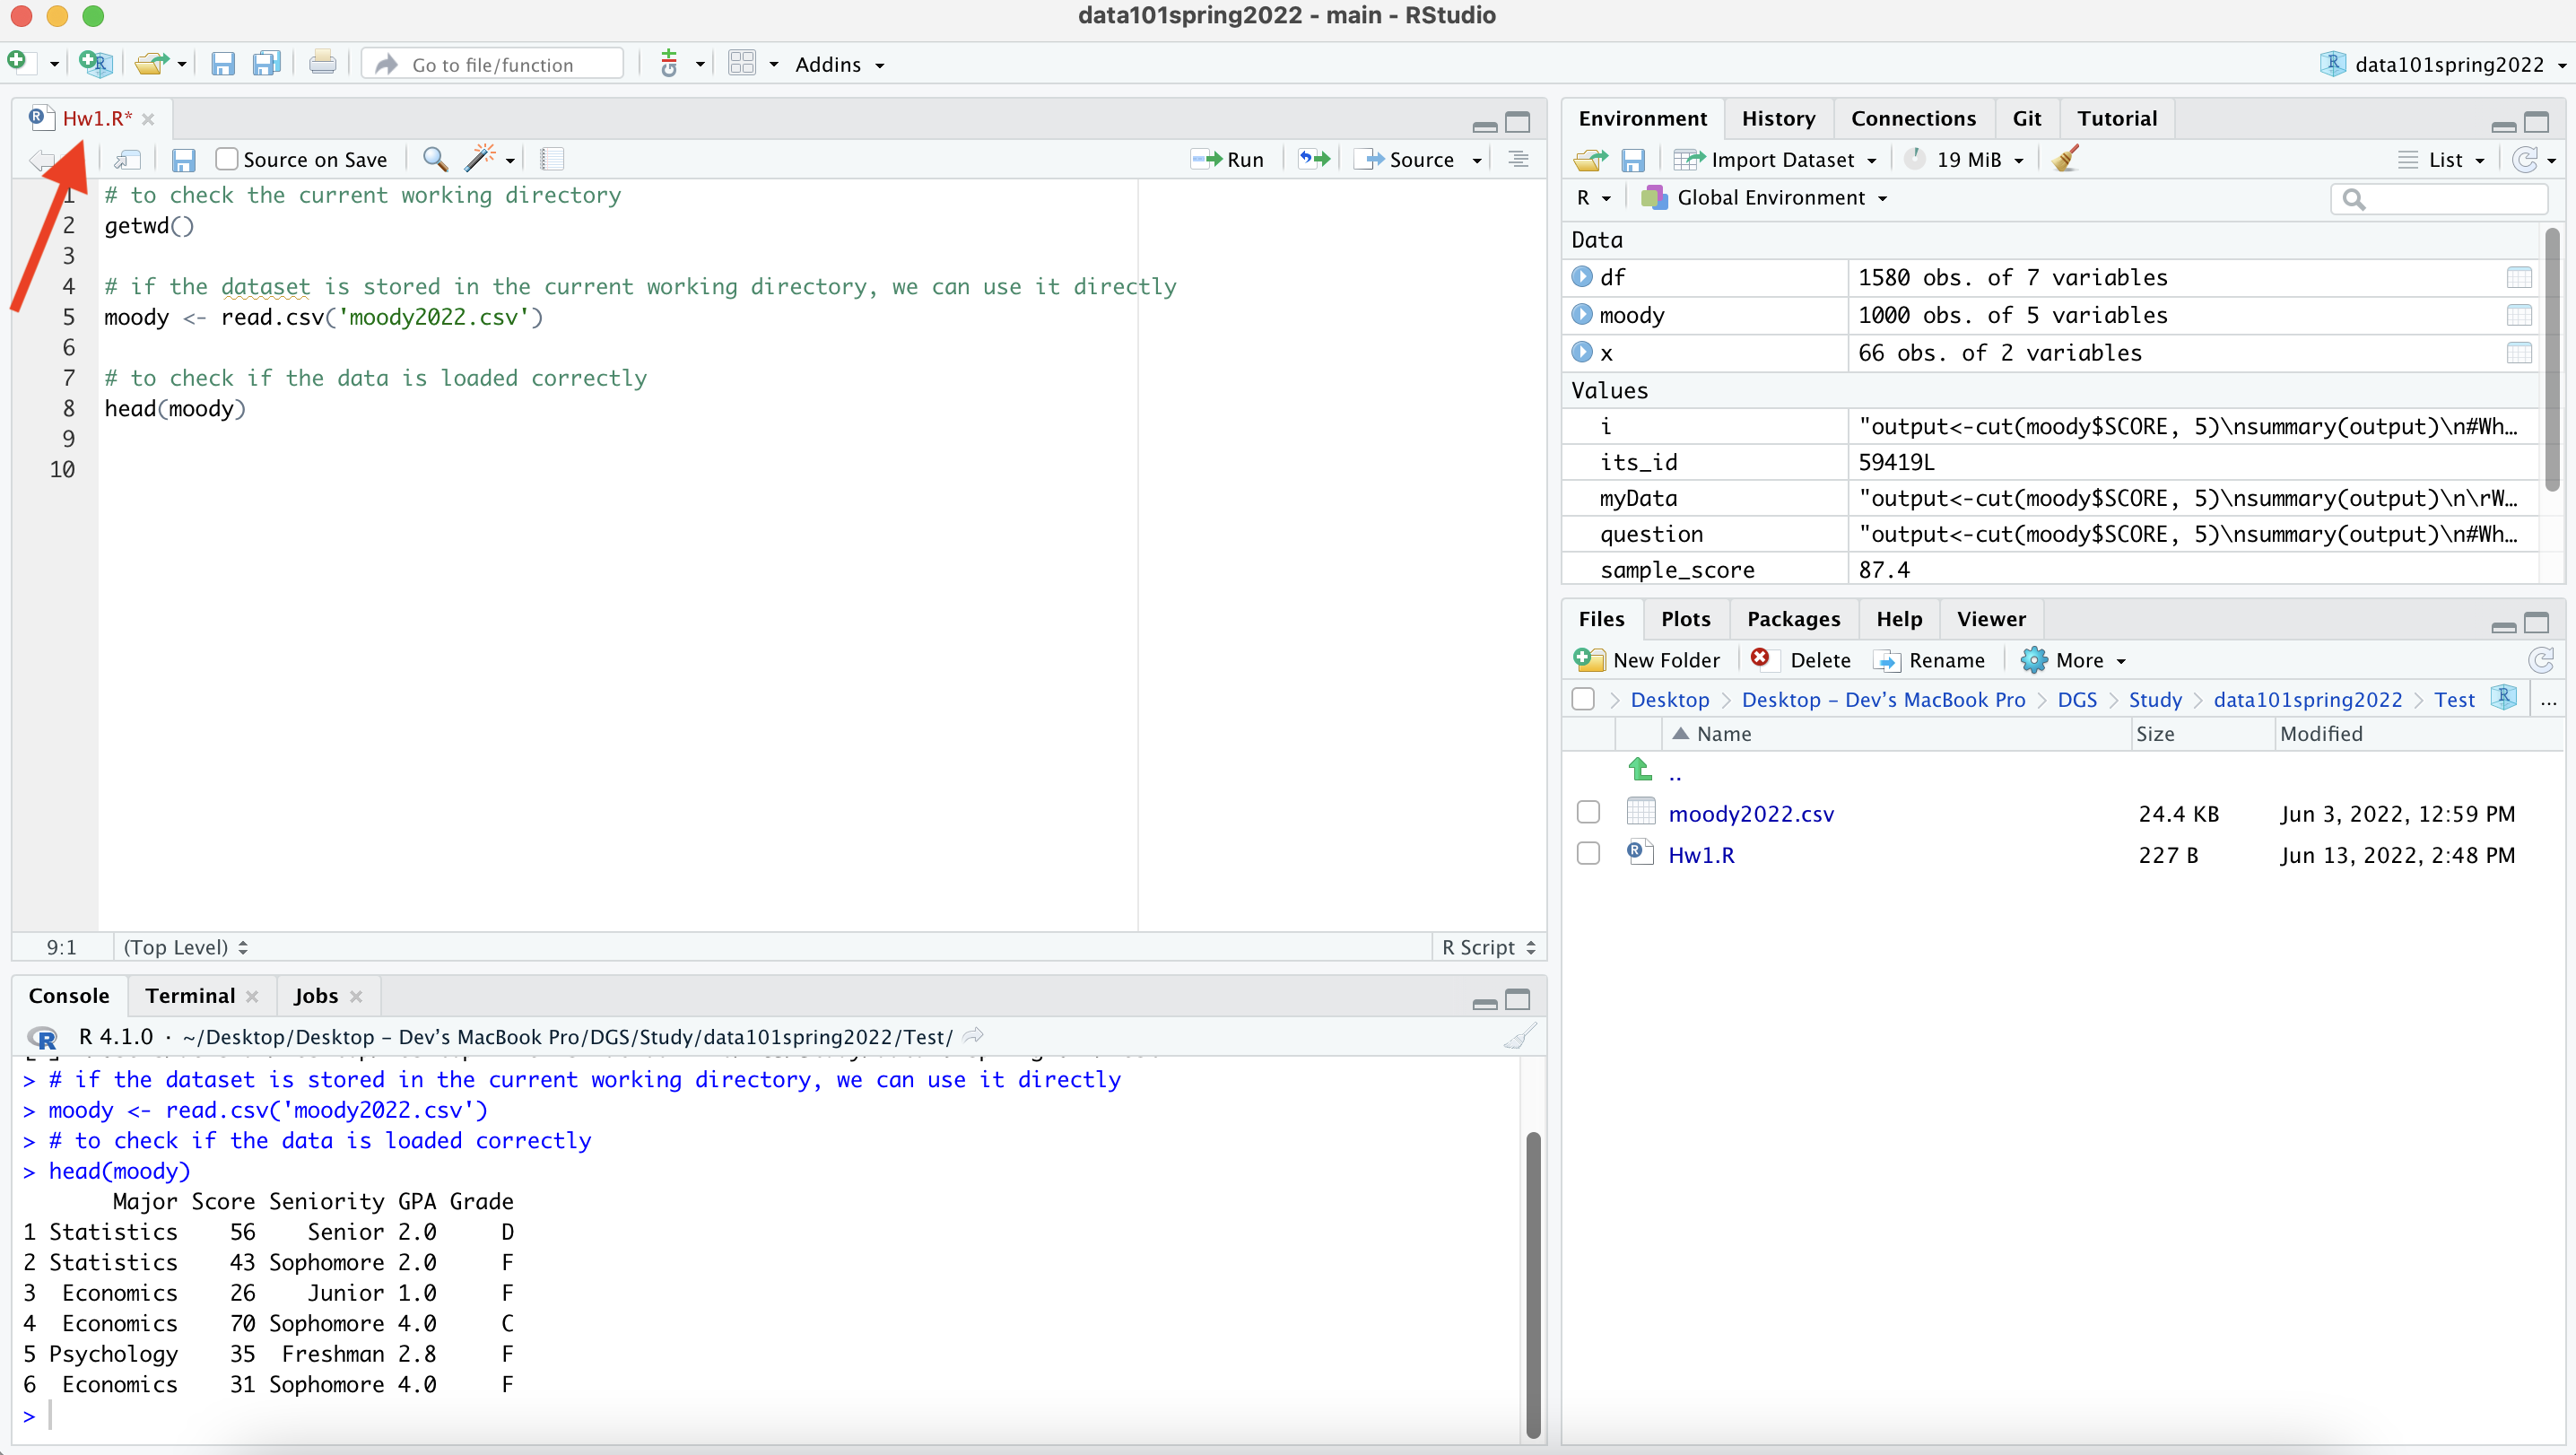 data101spring2022 - main - RStudio
Go to file/function
Addins
data101spring2022
Hw1.R*
Source on Save
Run
Source
1 # to check the current working directory
2 getwd()
3
4 # if the dataset is stored in the current working directory, we can use it directly
5 moody <- read.csv('moody2022.csv')
6
7 # to check if the data is loaded correctly
8 head(moody)
9
10
9:1 (Top Level) R Script
Console Terminal Jobs
R 4.1.0 · ~/Desktop/Desktop – Dev's MacBook Pro/DGS/Study/data101spring2022/Test/
> # if the dataset is stored in the current working directory, we can use it directly
> moody <- read.csv('moody2022.csv')
> # to check if the data is loaded correctly
> head(moody)
Major Score Seniority GPA Grade
1 Statistics 56 Senior 2.0 D
2 Statistics 43 Sophomore 2.0 F
3 Economics 26 Junior 1.0 F
4 Economics 70 Sophomore 4.0 C
5 Psychology 35 Freshman 2.8 F
6 Economics 31 Sophomore 4.0 F
>
Environment History Connections Git Tutorial
Import Dataset 19 MiB List
R Global Environment
Data
df 1580 obs. of 7 variables
moody 1000 obs. of 5 variables
x 66 obs. of 2 variables
Values
i "output<-cut(moody$SCORE, 5)\nsummary(output)\n#Wh…
its_id 59419L
myData "output<-cut(moody$SCORE, 5)\nsummary(output)\n\rW…
question "output<-cut(moody$SCORE, 5)\nsummary(output)\n#Wh…
sample_score 87.4
Files Plots Packages Help Viewer
New Folder Delete Rename More
Desktop Desktop – Dev's MacBook Pro DGS Study data101spring2022 Test ...
Name Size Modified
..
moody2022.csv 24.4 KB Jun 3, 2022, 12:59 PM
Hw1.R 227 B Jun 13, 2022, 2:48 PM